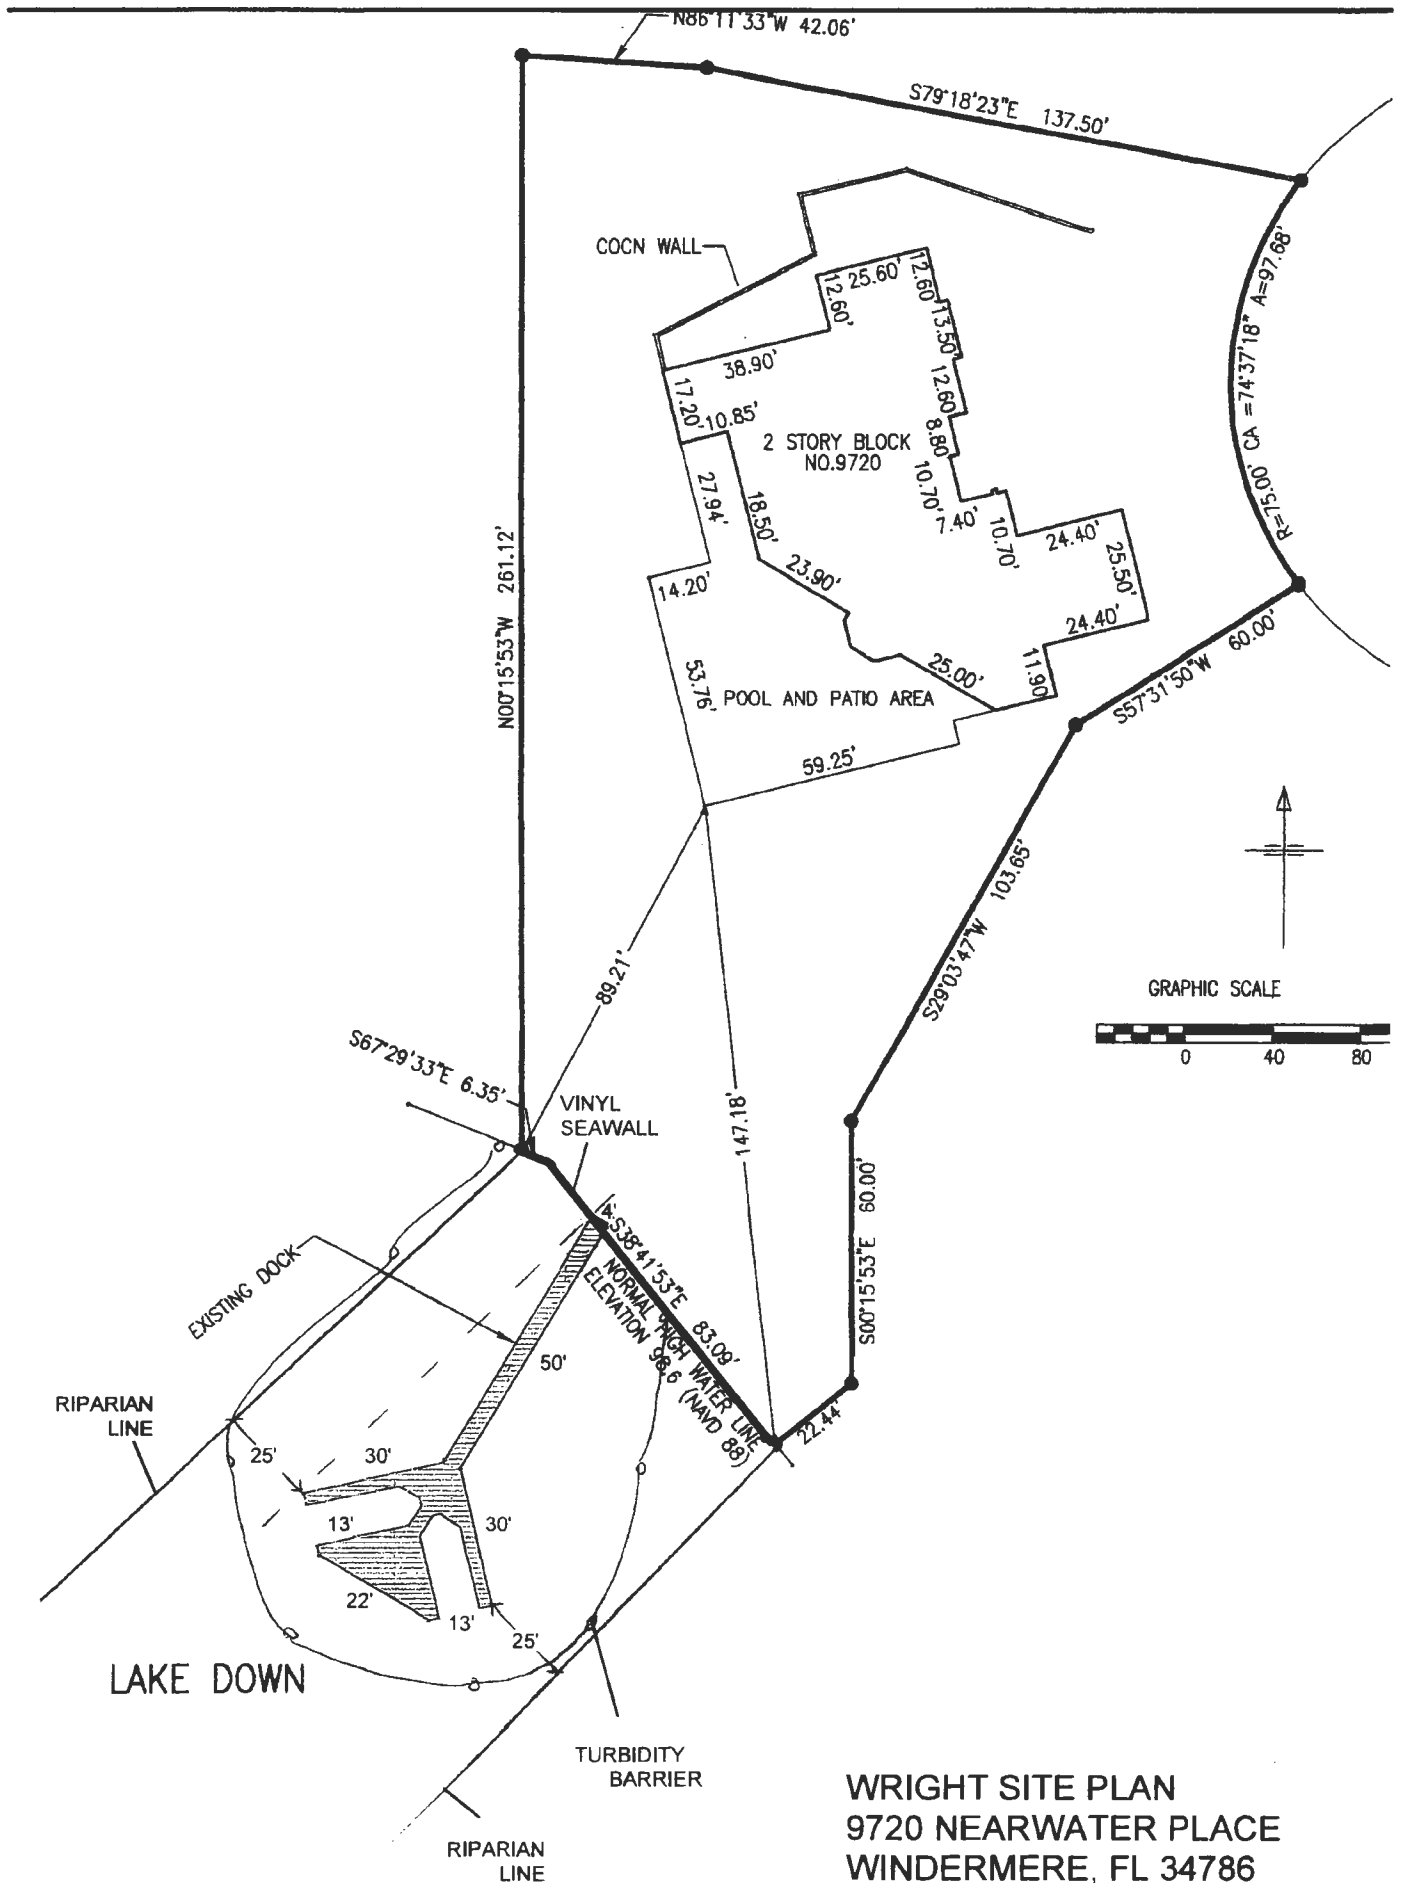 N86°11'33"W 42.06'
S79°18'23"E 137.50'
COCN WALL
25.60'
12.60'
12.60'
13.50'
38.90'
12.60
17.20'
10.85'
8.80
2 STORY BLOCK
NO.9720
R=75.00' CA =74°37'18" A=97.68'
27.94'
18.50'
10.70'
7.40'
10.70'
24.40'
25.50'
N00°15'53"W 261.12'
14.20'
23.90'
24.40'
S57°31'50"W 60.00'
53.76'
25.00'
11.90
POOL AND PATIO AREA
59.25'
S29°03'47"W 103.65'
89.21'
GRAPHIC SCALE
0 40 80
S67°29'33"E 6.35'
VINYL
SEAWALL
147.18'
4'
S38°41'53"E 83.09'
NORMAL HIGH WATER LINE
ELEVATION 98.6 (NAVD 88)
S00°15'53"E 60.00'
EXISTING DOCK
50'
RIPARIAN
LINE
22.44'
25'
30'
13'
30'
22'
13'
25'
LAKE DOWN
TURBIDITY
BARRIER
RIPARIAN
LINE
WRIGHT SITE PLAN
9720 NEARWATER PLACE
WINDERMERE, FL 34786